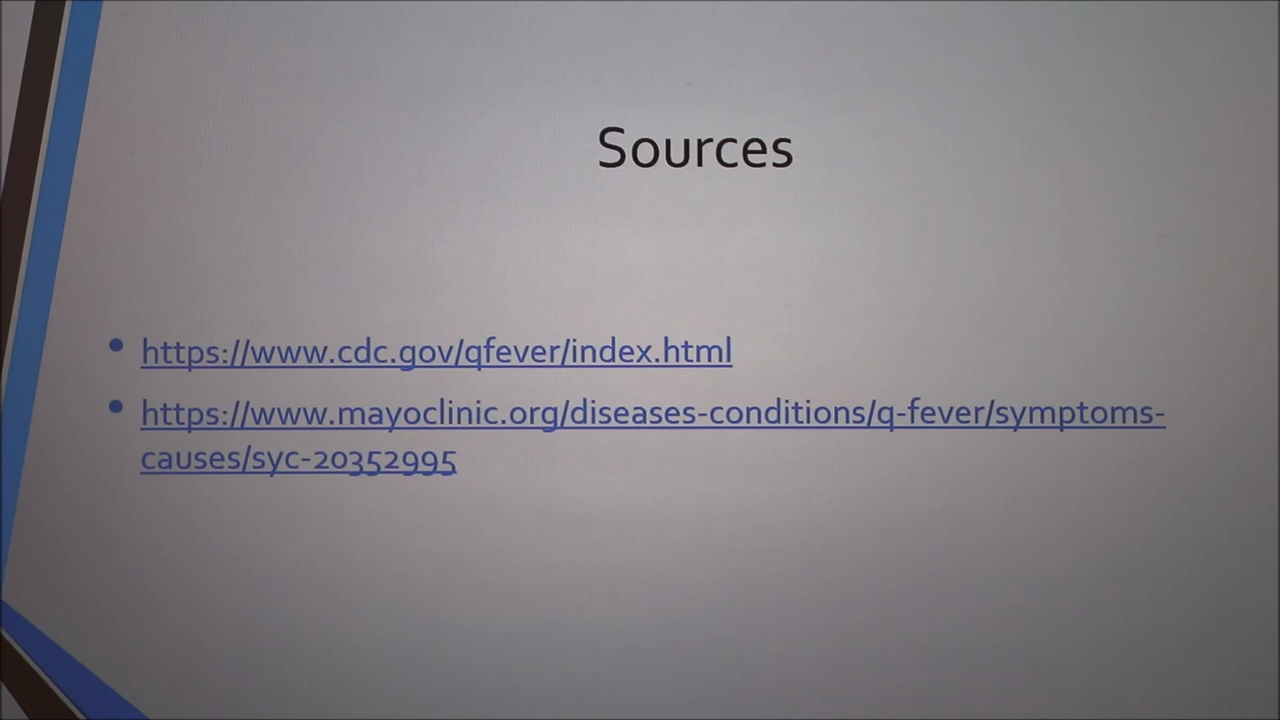 Sources
• https://www.cdc.gov/qfever/index.html
• https://www.mayoclinic.org/diseases-conditions/q-fever/symptoms-
causes/syc-20352995